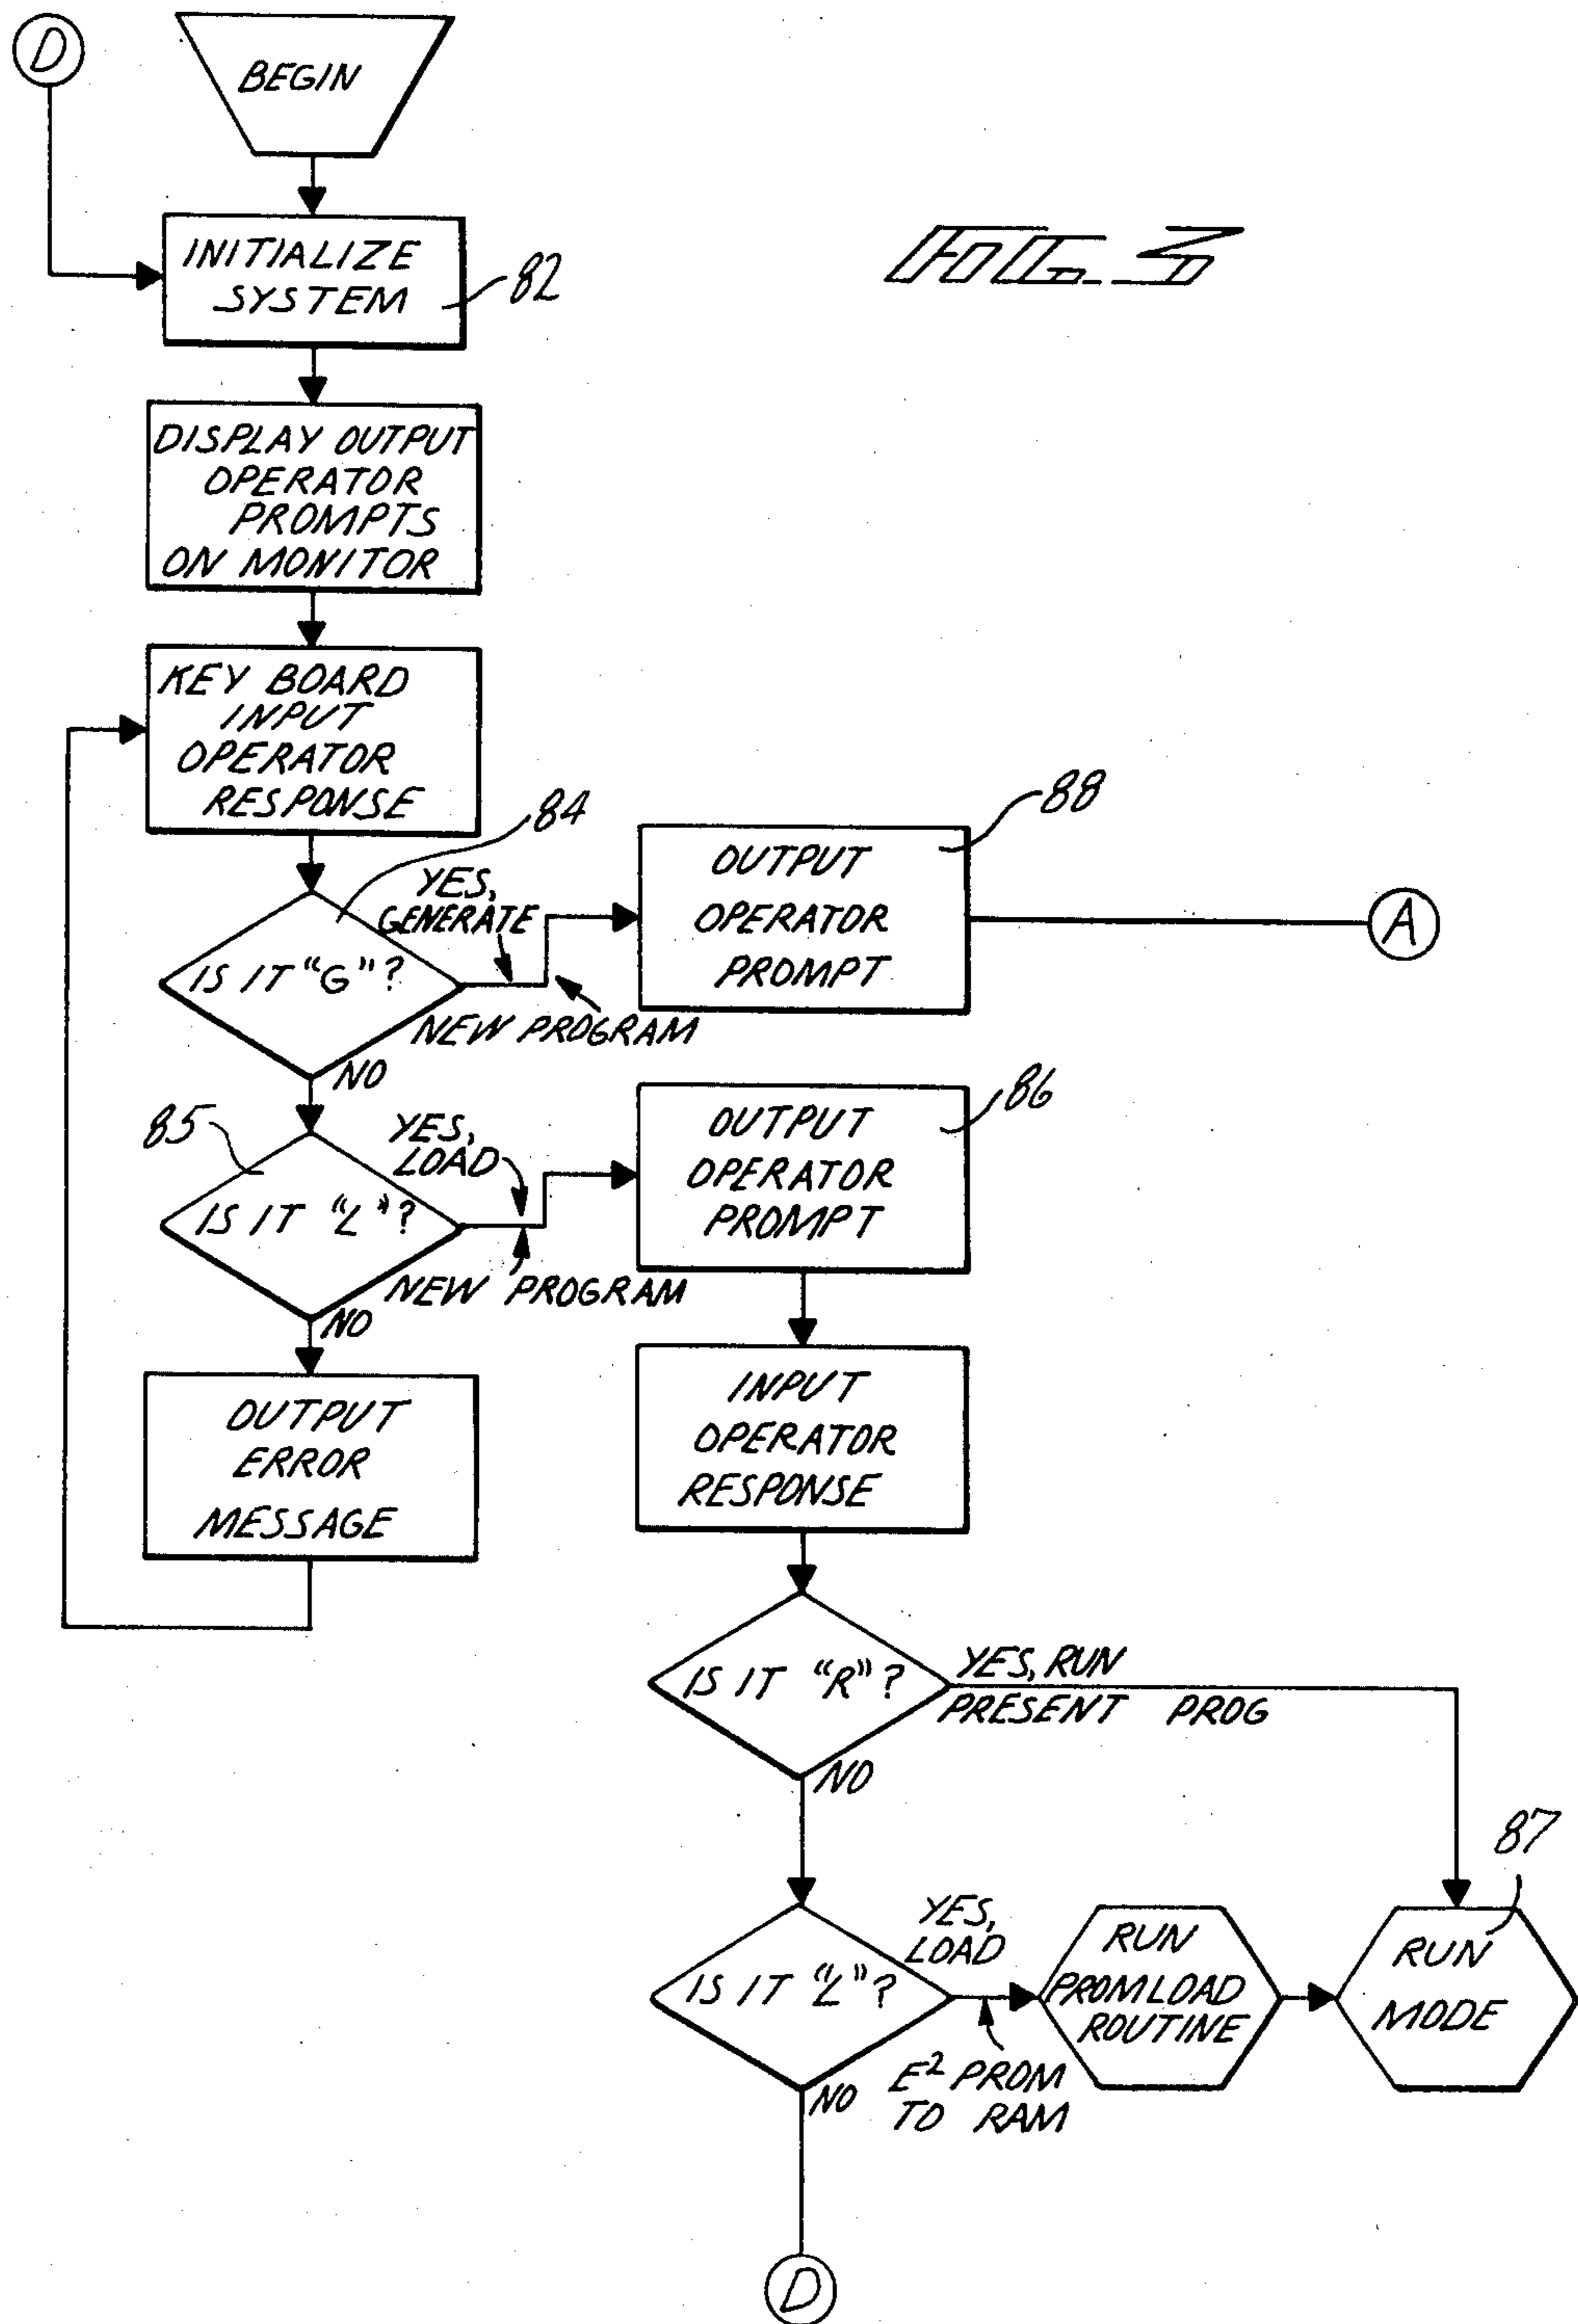 D
BEGIN
FIG. 3
INITIALIZE
SYSTEM
82
DISPLAY OUTPUT
OPERATOR
PROMPTS
ON MONITOR
KEY BOARD
INPUT
OPERATOR
RESPONSE
84
IS IT "G"?
YES,
GENERATE
NEW PROGRAM
NO
88
OUTPUT
OPERATOR
PROMPT
A
85
IS IT "L"?
YES,
LOAD
NEW PROGRAM
NO
86
OUTPUT
OPERATOR
PROMPT
OUTPUT
ERROR
MESSAGE
INPUT
OPERATOR
RESPONSE
IS IT "R"?
YES, RUN
PRESENT PROG
NO
IS IT "L"?
YES,
LOAD
E² PROM
TO RAM
NO
RUN
PROMLOAD
ROUTINE
87
RUN
MODE
D